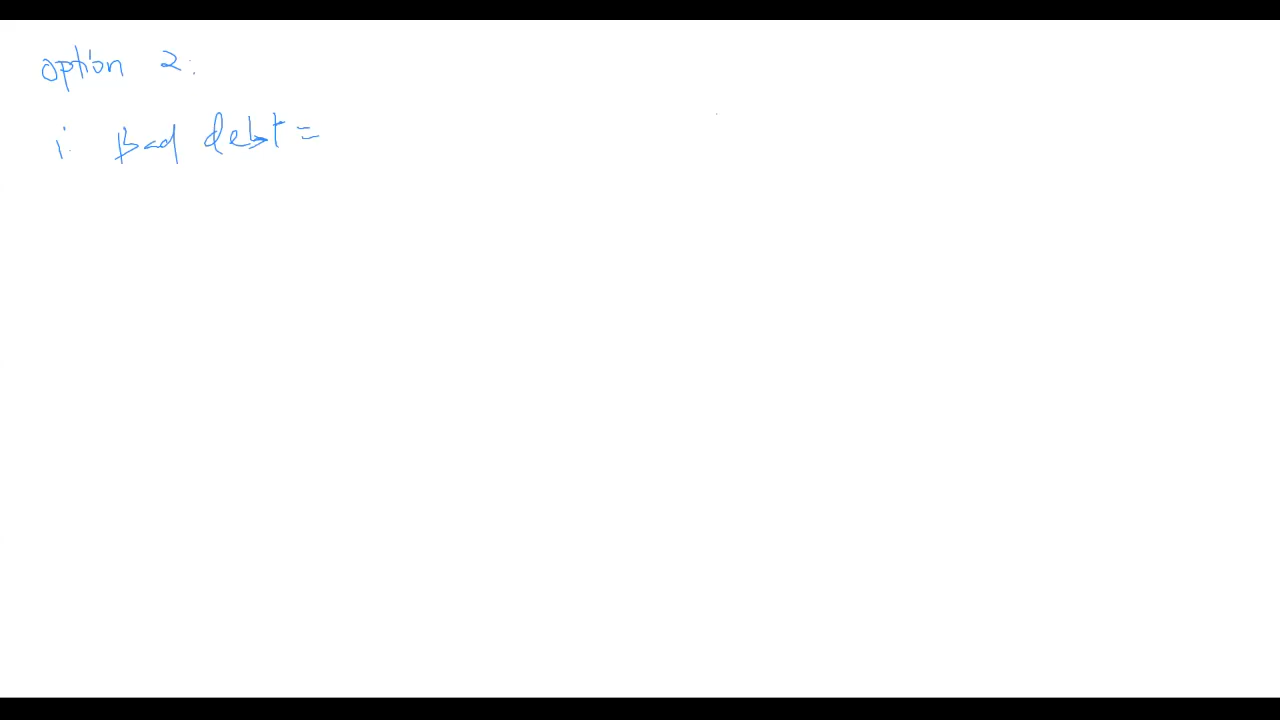 option 2:
i. Bad debt =